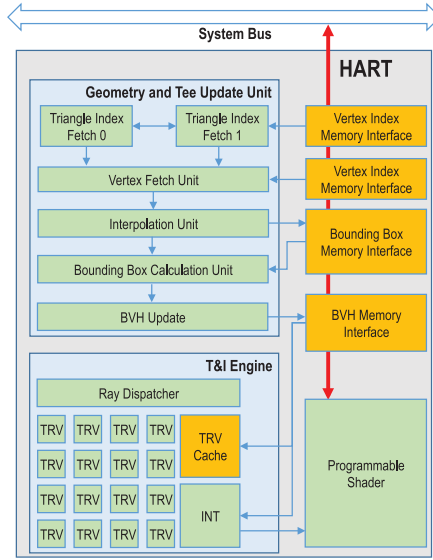 System Bus
HART
Geometry and Tee Update Unit
Triangle Index
Fetch 0
Triangle Index
Fetch 1
Vertex Index
Memory Interface
Vertex Fetch Unit
Vertex Index
Memory Interface
Interpolation Unit
Bounding Box
Memory Interface
Bounding Box Calculation Unit
BVH Update
BVH Memory
Interface
T&I Engine
Ray Dispatcher
TRV TRV TRV TRV
TRV TRV TRV TRV
TRV
Cache
TRV TRV TRV TRV
TRV TRV TRV TRV
INT
Programmable
Shader